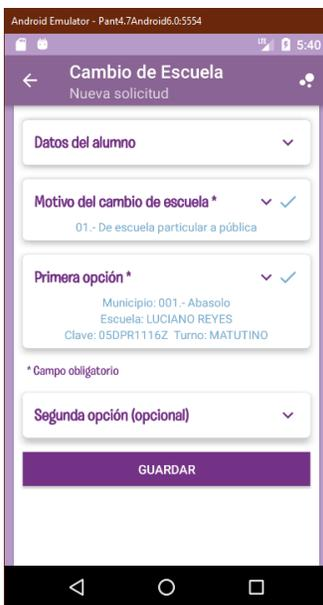 Android Emulator - Pant4.7Android6.0:5554
LTE 5:40
Cambio de Escuela
Nueva solicitud
Datos del alumno
Motivo del cambio de escuela *
01.- De escuela particular a pública
Primera opción *
Municipio: 001.- Abasolo
Escuela: LUCIANO REYES
Clave: 05DPR1116Z Turno: MATUTINO
* Campo obligatorio
Segunda opción (opcional)
GUARDAR